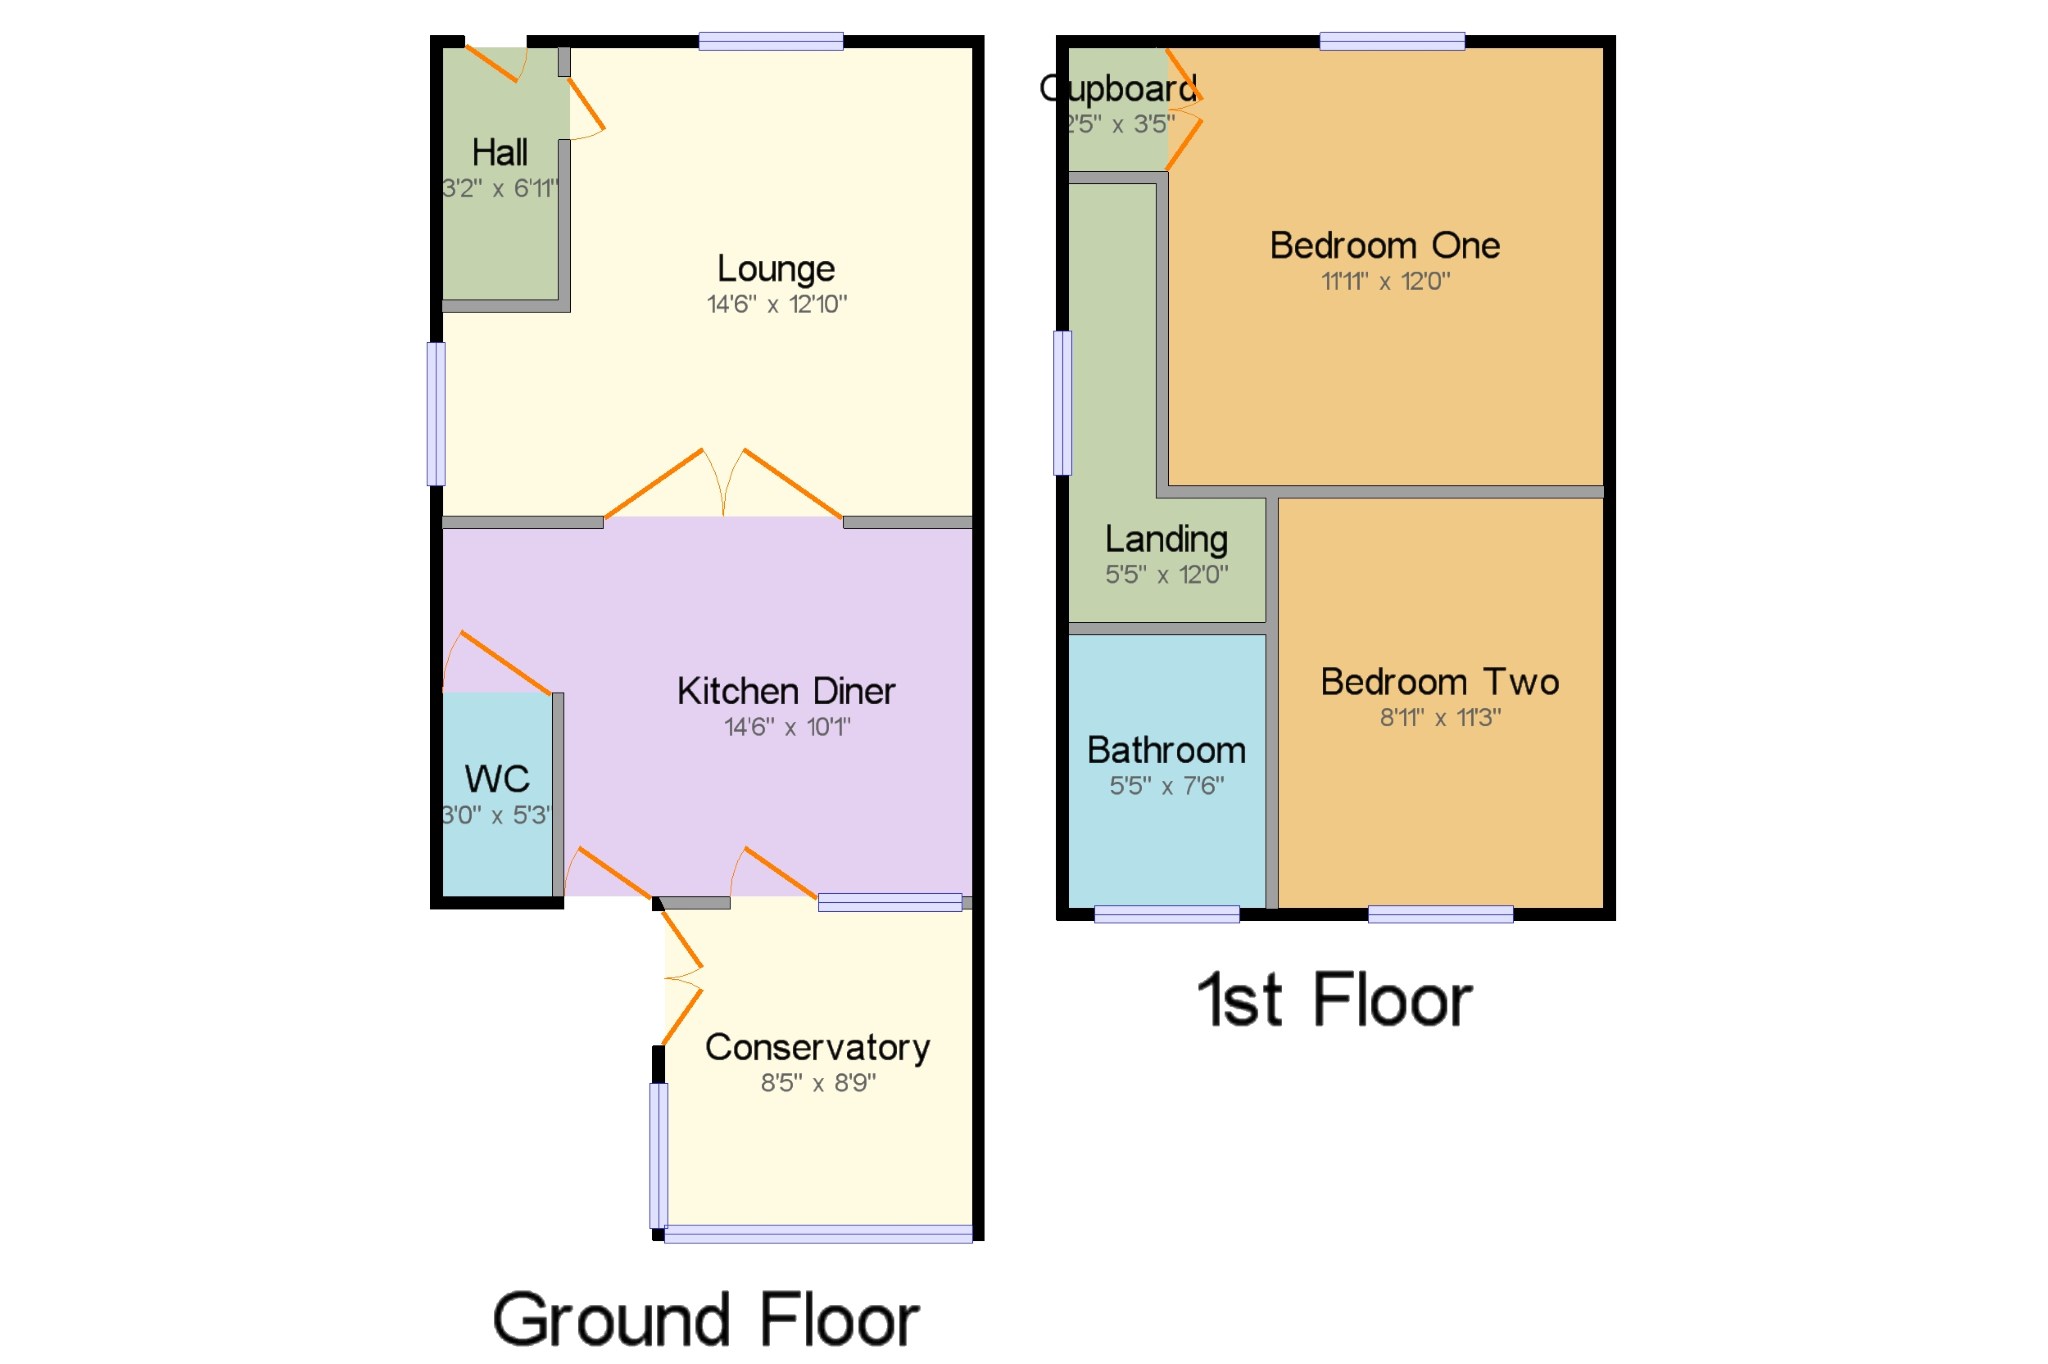 Hall
3'2" x 6'11"
Lounge
14'6" x 12'10"
Kitchen Diner
14'6" x 10'1"
WC
3'0" x 5'3"
Conservatory
8'5" x 8'9"
Ground Floor
Cupboard
2'5" x 3'5"
Bedroom One
11'11" x 12'0"
Landing
5'5" x 12'0"
Bedroom Two
8'11" x 11'3"
Bathroom
5'5" x 7'6"
1st Floor